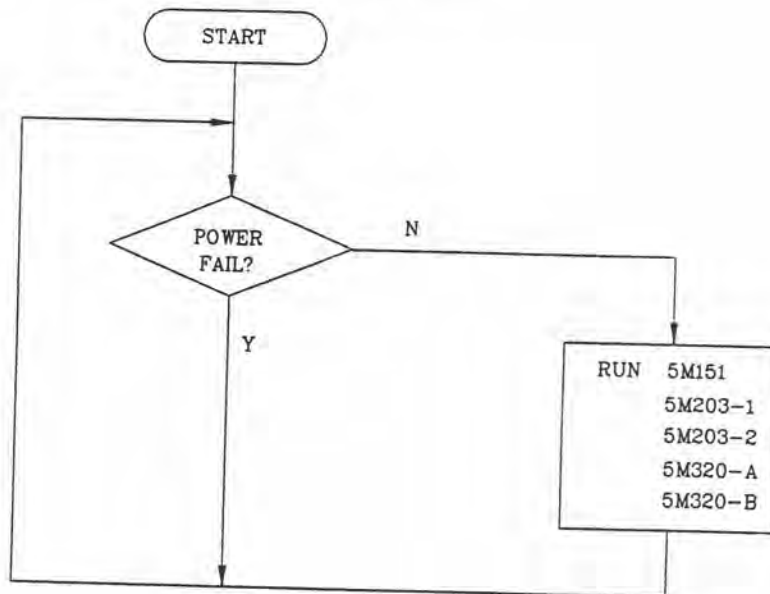 START
POWER
FAIL?
N
Y
RUN 5M151
5M203-1
5M203-2
5M320-A
5M320-B